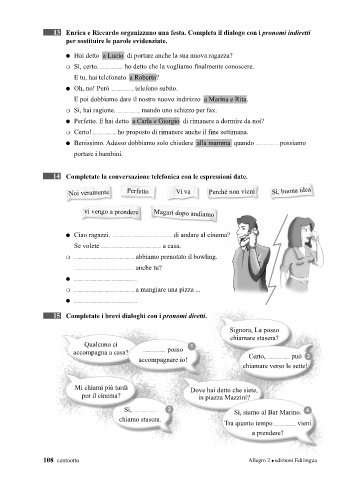 13 Enrica e Riccardo organizzano una festa. Completa il dialogo con i pronomi indiretti
per sostituire le parole evidenziate.
● Hai detto a Lucio di portare anche la sua nuova ragazza?
○ Sì, certo. ............... ho detto che la vogliamo finalmente conoscere.
E tu, hai telefonato a Roberta?
● Oh, no! Però ............... telefono subito.
E poi dobbiamo dare il nostro nuovo indirizzo a Marina e Rita.
○ Sì, hai ragione. ............... mando uno schizzo per fax.
● Perfetto. E hai detto a Carla e Giorgio di rimanere a dormire da noi?
○ Certo! ............... ho proposto di rimanere anche il fine settimana.
● Benissimo. Adesso dobbiamo solo chiedere alla mamma quando ............... possiamo
portare i bambini.
14 Completate la conversazione telefonica con le espressioni date.
Noi veramente Perfetto Vi va Perché non vieni Sì, buona idea
vi vengo a prendere Magari dopo andiamo
● Ciao ragazzi. ........................................ di andare al cinema?
Se volete ........................................ a casa.
○ ........................................ abbiamo prenotato il bowling.
........................................ anche tu?
● ........................................
○ ........................................ a mangiare una pizza ...
● ........................................
15 Completate i brevi dialoghi con i pronomi diretti.
Qualcuno ci
accompagna a casa?
1
............... posso
accompagnare io!
Signora, La posso
chiamare stasera?
Certo, ............... può 2
chiamare verso le sette!
Mi chiami più tardi
per il cinema?
Sì, ............... 3
chiamo stasera.
Dove hai detto che siete,
in piazza Mazzini?
Sì, siamo al Bar Marino. 4
Tra quanto tempo ............... vieni
a prendere?
108 centootto
Allegro 2 ● edizioni Edilingua